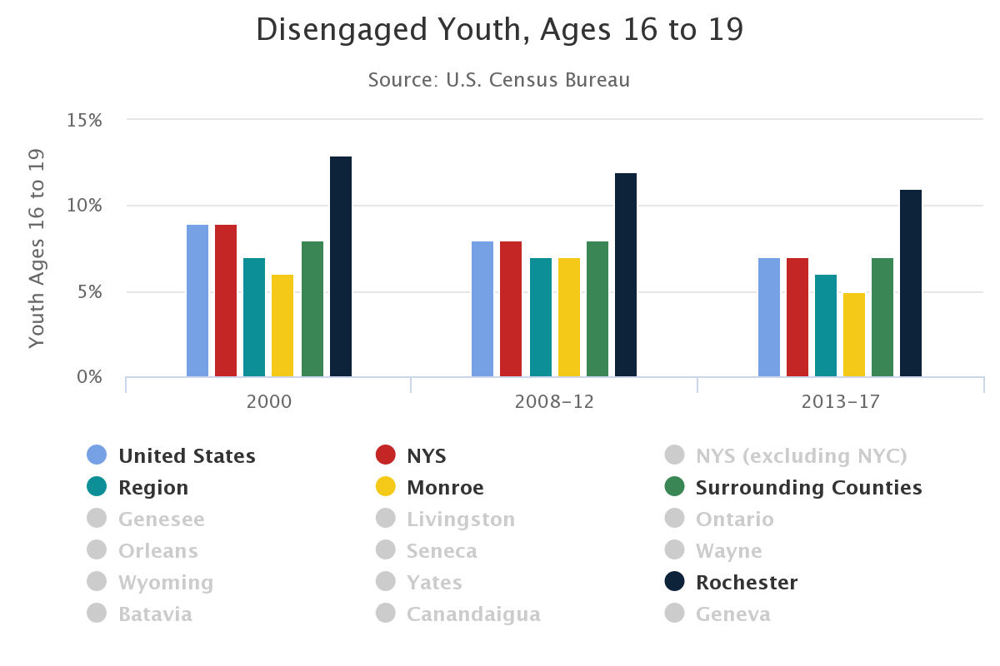 Disengaged Youth, Ages 16 to 19
Source: U.S. Census Bureau
Youth Ages 16 to 19
15%
10%
5%
0%
2000
2008–12
2013–17
United States
NYS
NYS (excluding NYC)
Region
Monroe
Surrounding Counties
Genesee
Livingston
Ontario
Orleans
Seneca
Wayne
Wyoming
Yates
Rochester
Batavia
Canandaigua
Geneva